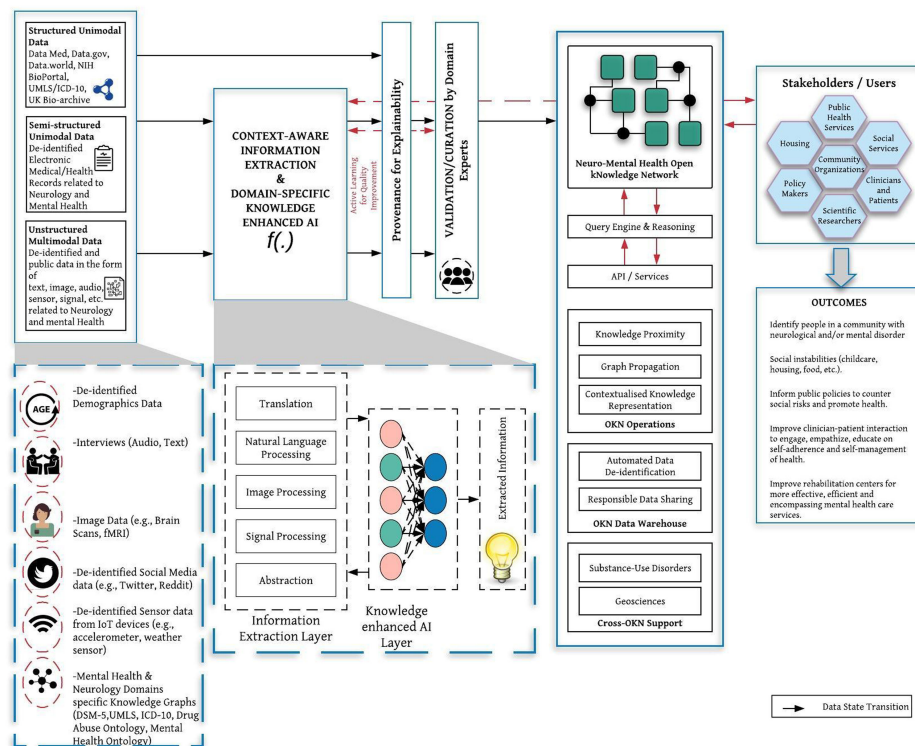 Structured Unimodal
Data
Data Med, Data.gov,
Data.world, NIH
BioPortal,
UMLS/ICD-10,
UK Bio-archive
Semi-structured
Unimodal Data
De-identified
Electronic
Medical/Health
Records related to
Neurology and
Mental Health
Unstructured
Multimodal Data
De-identified and
public data in the form
of
text, image, audio,
sensor, signal, etc.
related to Neurology
and mental Health
CONTEXT-AWARE
INFORMATION
EXTRACTION
&
DOMAIN-SPECIFIC
KNOWLEDGE
ENHANCED AI
f(.)
Active Learning
for Quality
Improvement
Provenance for Explainability
VALIDATION/CURATION by Domain
Experts
Neuro-Mental Health Open
kNowledge Network
Query Engine & Reasoning
API / Services
Knowledge Proximity
Graph Propagation
Contextualised Knowledge
Representation
OKN Operations
Automated Data
De-identification
Responsible Data Sharing
OKN Data Warehouse
Substance-Use Disorders
Geosciences
Cross-OKN Support
Stakeholders / Users
Public
Health
Services
Housing
Social
Services
Community
Organizations
Policy
Makers
Clinicians
and
Patients
Scientific
Researchers
OUTCOMES
Identify people in a community with
neurological and/or mental disorder
Social instabilities (childcare,
housing, food, etc.).
Inform public policies to counter
social risks and promote health.
Improve clinician-patient interaction
to engage, empathize, educate on
self-adherence and self-management
of health.
Improve rehabilitation centers for
more effective, efficient and
encompassing mental health care
services.
AGE
-De-identified
Demographics Data
-Interviews (Audio, Text)
-Image Data (e.g., Brain
Scans, fMRI)
-De-identified Social Media
data (e.g., Twitter, Reddit)
-De-identified Sensor data
from IoT devices (e.g.,
accelerometer, weather
sensor)
-Mental Health &
Neurology Domains
specific Knowledge Graphs
(DSM-5,UMLS, ICD-10, Drug
Abuse Ontology, Mental
Health Ontology)
Translation
Natural Language
Processing
Image Processing
Signal Processing
Abstraction
Information
Extraction Layer
Knowledge
enhanced AI
Layer
Extracted Information
Data State Transition